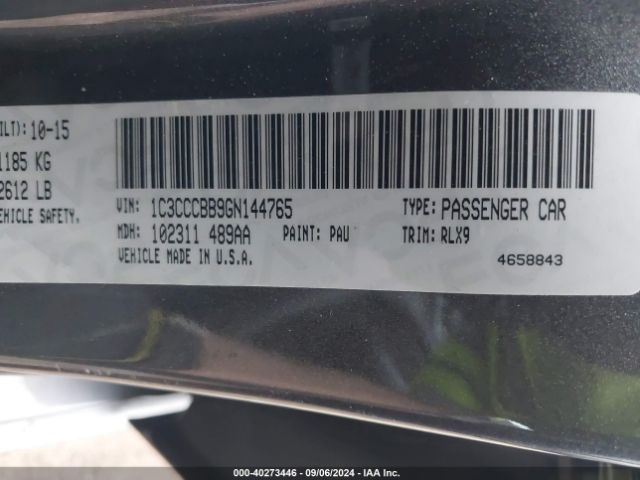 ILT): 10-15
1185 KG
2612 LB
EHICLE SAFETY.
VIN: 1C3CCCBB9GN144765
TYPE: PASSENGER CAR
MDH: 102311 489AA
PAINT: PAU
TRIM: RLX9
VEHICLE MADE IN U.S.A.
4658843
000-40273446 - 09/06/2024 - IAA Inc.